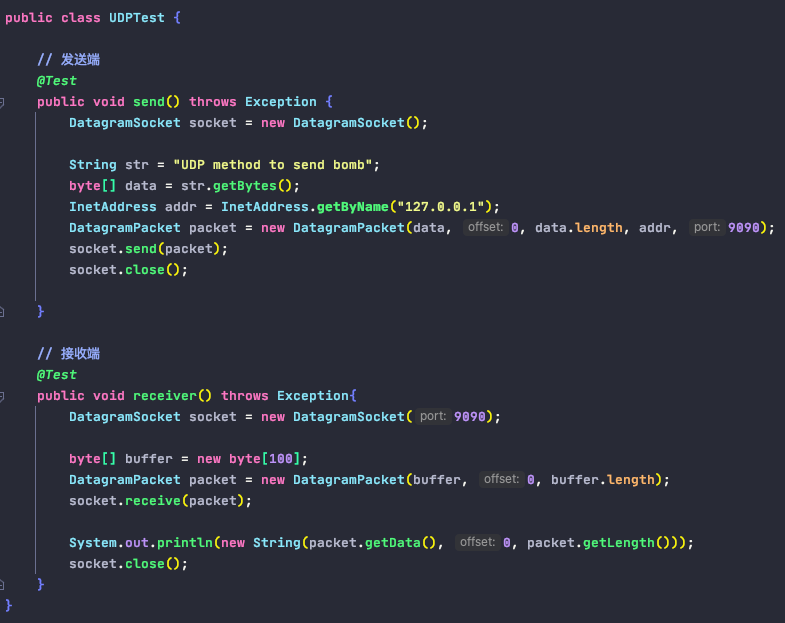 public class UDPTest {
// 发送端
@Test
public void send() throws Exception {
DatagramSocket socket = new DatagramSocket();
String str = "UDP method to send bomb";
byte[] data = str.getBytes();
InetAddress addr = InetAddress.getByName("127.0.0.1");
DatagramPacket packet = new DatagramPacket(data, offset: 0, data.length, addr, port: 9090);
socket.send(packet);
socket.close();
}
// 接收端
@Test
public void receiver() throws Exception{
DatagramSocket socket = new DatagramSocket( port: 9090);
byte[] buffer = new byte[100];
DatagramPacket packet = new DatagramPacket(buffer, offset: 0, buffer.length);
socket.receive(packet);
System.out.println(new String(packet.getData(), offset: 0, packet.getLength()));
socket.close();
}
}